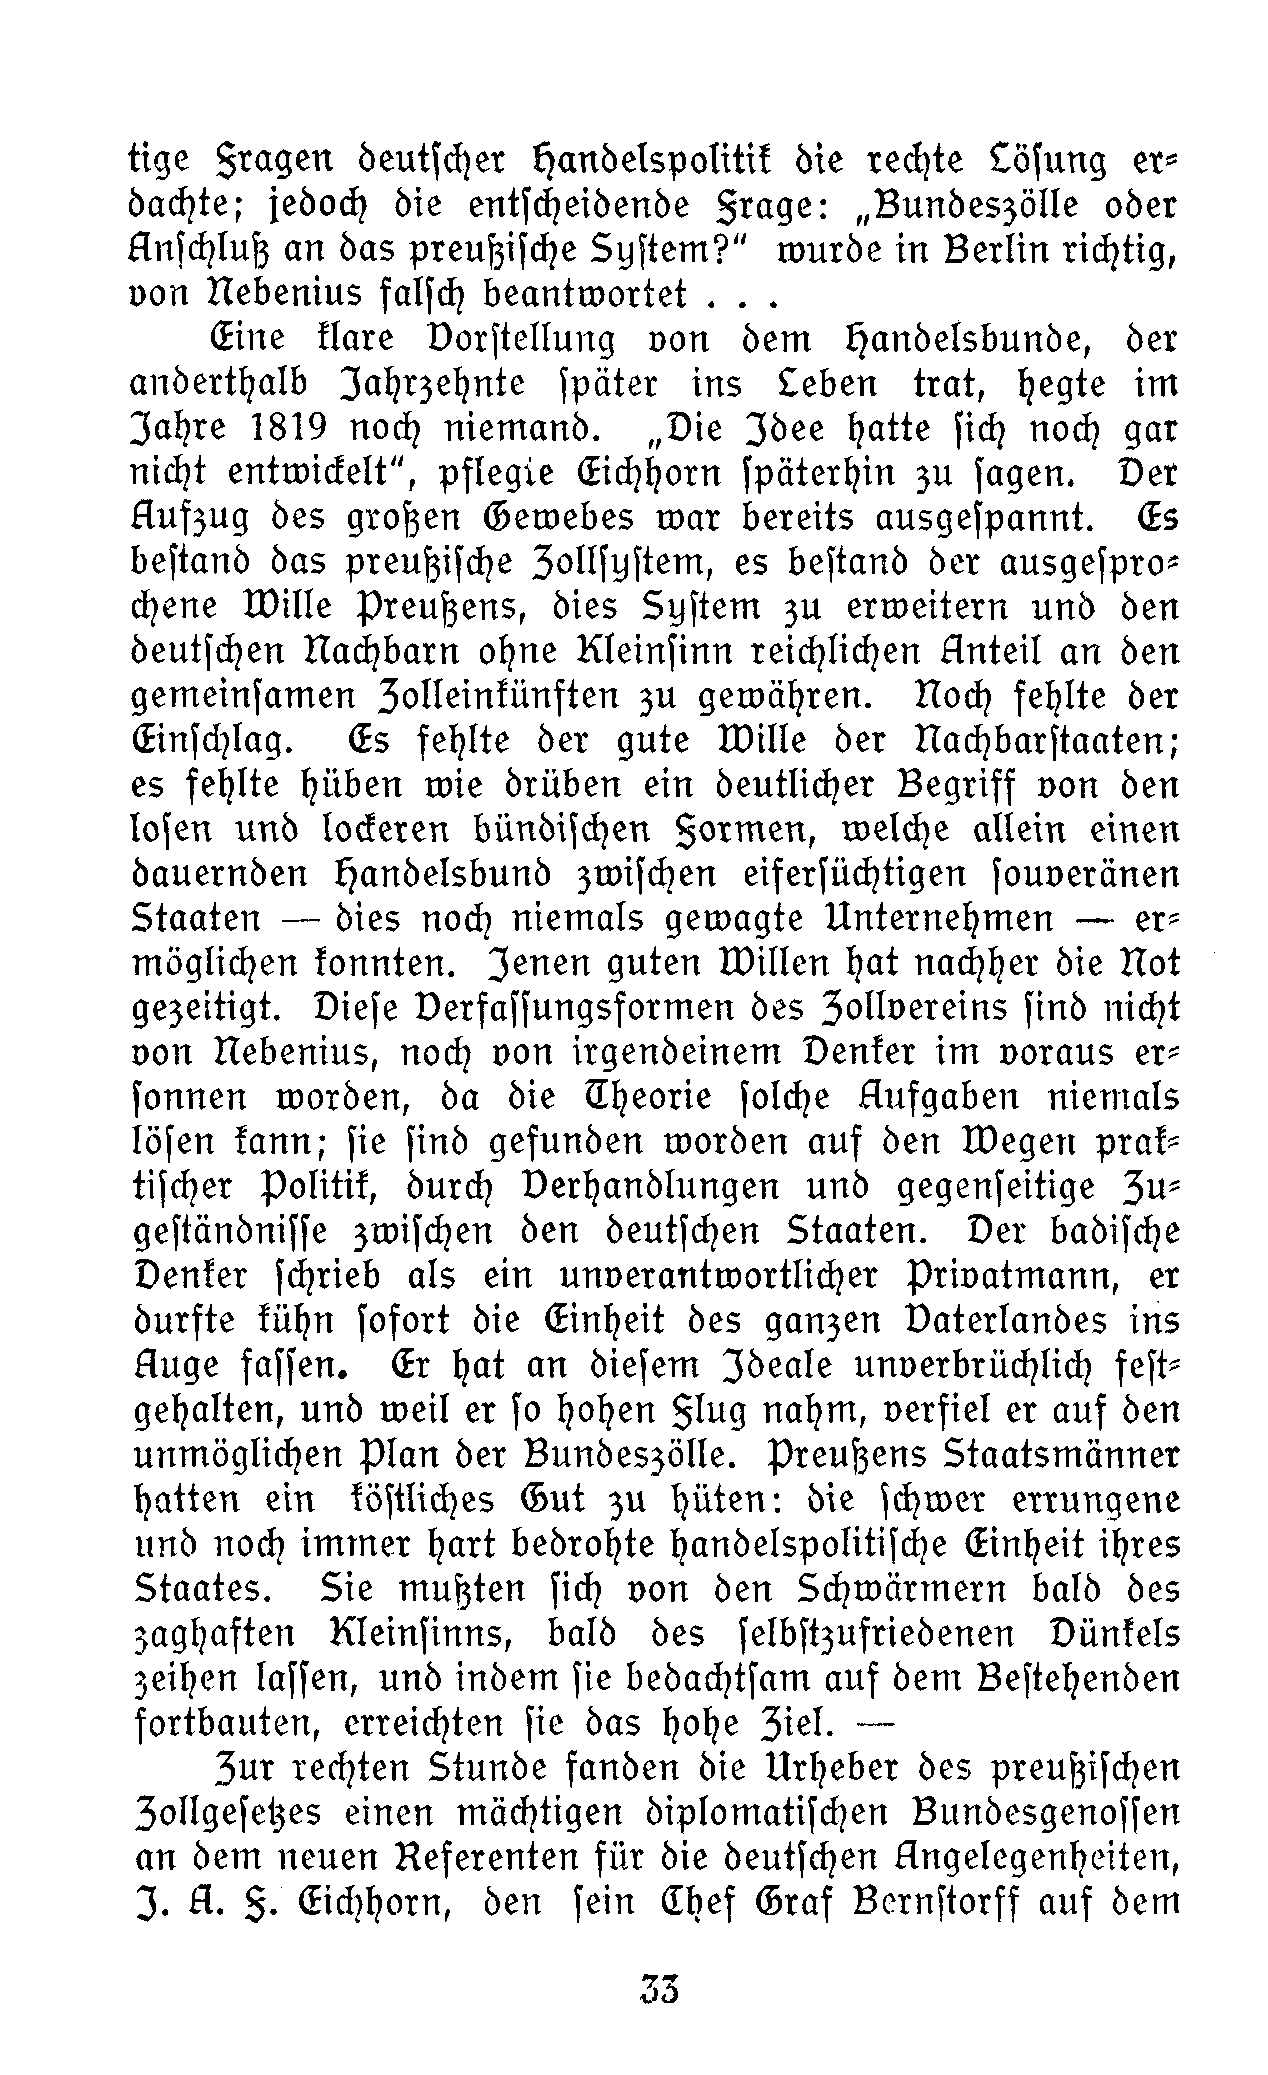 tige Fragen deutſcher Handelspolitik die rechte Löſung er⸗
dachte; jedoch die entſcheidende Frage: „Bundeszölle oder
Anſchluß an das preußiſche Syſtem?" wurde in Berlin richtig,
von Nebenius falſch beantwortet . . .
Eine klare Vorſtellung von dem Handelsbunde, der
anderthalb Jahrzehnte ſpäter ins Leben trat, hegte im
Jahre 1819 noch niemand. „Die Idee hatte ſich noch gar
nicht entwickelt", pflegte Eichhorn ſpäterhin zu ſagen. Der
Aufzug des großen Gewebes war bereits ausgeſpannt. Es
beſtand das preußiſche Zollſyſtem, es beſtand der ausgeſpro⸗
chene Wille Preußens, dies Syſtem zu erweitern und den
deutſchen Nachbarn ohne Kleinſinn reichlichen Anteil an den
gemeinſamen Zolleinkünften zu gewähren. Noch fehlte der
Einſchlag. Es fehlte der gute Wille der Nachbarſtaaten;
es fehlte hüben wie drüben ein deutlicher Begriff von den
loſen und lockeren bündiſchen Formen, welche allein einen
dauernden Handelsbund zwiſchen eiferſüchtigen ſouveränen
Staaten — dies noch niemals gewagte Unternehmen — er⸗
möglichen konnten. Jenen guten Willen hat nachher die Not
gezeitigt. Dieſe Verfaſſungsformen des Zollvereins ſind nicht
von Nebenius, noch von irgendeinem Denker im voraus er⸗
ſonnen worden, da die Theorie ſolche Aufgaben niemals
löſen kann; ſie ſind gefunden worden auf den Wegen prak⸗
tiſcher Politik, durch Verhandlungen und gegenſeitige Zu⸗
geſtändniſſe zwiſchen den deutſchen Staaten. Der badiſche
Denker ſchrieb als ein unverantwortlicher Privatmann, er
durfte kühn ſofort die Einheit des ganzen Vaterlandes ins
Auge faſſen. Er hat an dieſem Ideale unverbrüchlich feſt⸗
gehalten, und weil er ſo hohen Flug nahm, verfiel er auf den
unmöglichen Plan der Bundeszölle. Preußens Staatsmänner
hatten ein köſtliches Gut zu hüten: die ſchwer errungene
und noch immer hart bedrohte handelspolitiſche Einheit ihres
Staates. Sie mußten ſich von den Schwärmern bald des
zaghaften Kleinſinns, bald des ſelbſtzufriedenen Dünkels
zeihen laſſen, und indem ſie bedachtſam auf dem Beſtehenden
fortbauten, erreichten ſie das hohe Ziel. —
Zur rechten Stunde fanden die Urheber des preußiſchen
Zollgeſetzes einen mächtigen diplomatiſchen Bundesgenoſſen
an dem neuen Referenten für die deutſchen Angelegenheiten,
J. A. F. Eichhorn, den ſein Chef Graf Bernſtorff auf dem
33